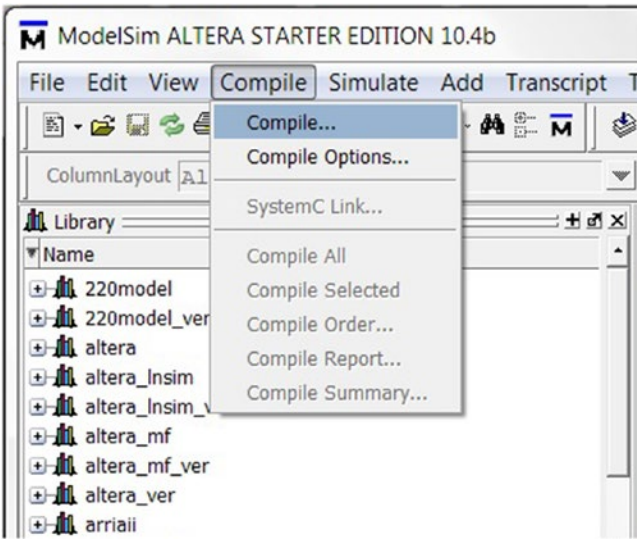 ModelSim ALTERA STARTER EDITION 10.4b
File Edit View Compile Simulate Add Transcript
Compile...
Compile Options...
SystemC Link...
Compile All
Compile Selected
Compile Order...
Compile Report...
Compile Summary...
ColumnLayout Al
Library
Name
220model
220model_ver
altera
altera_lnsim
altera_lnsim_v
altera_mf
altera_mf_ver
altera_ver
arriaii